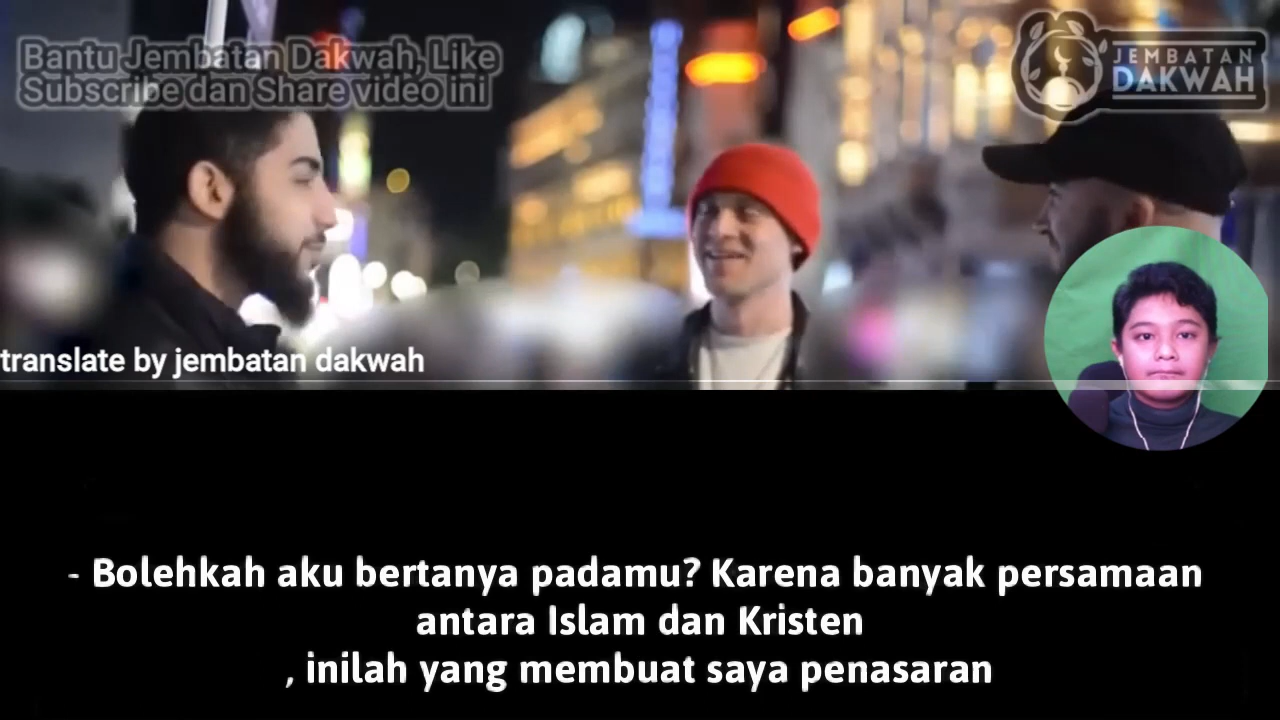 Bantu Jembatan Dakwah, Like
Subscribe dan Share video ini
JEMBATAN
DAKWAH
translate by jembatan dakwah
- Bolehkah aku bertanya padamu? Karena banyak persamaan
antara Islam dan Kristen
, inilah yang membuat saya penasaran